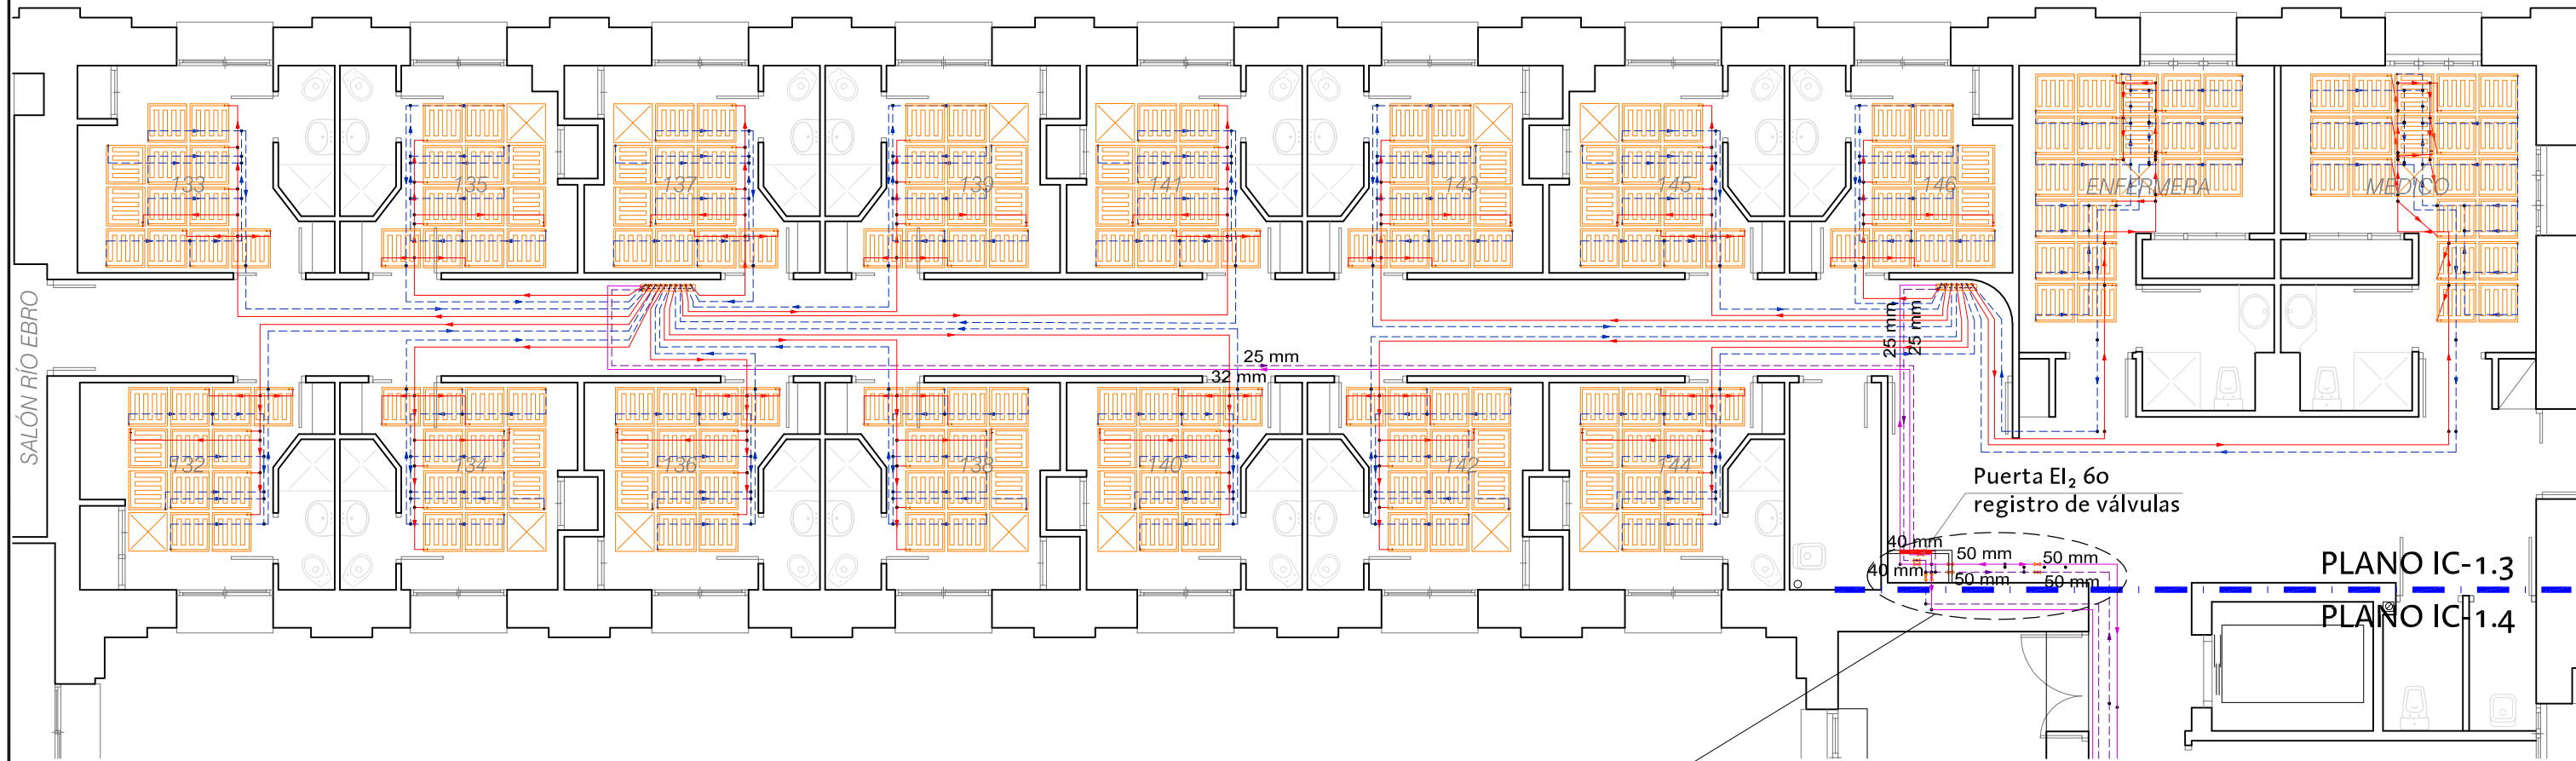 133
135
137
139
141
143
145
146
ENFERMERA
MEDICO
SALÓN RÍO EBRO
25 mm
25 mm
25 mm
32 mm
132
134
136
138
140
142
144
Puerta EI₂ 60
registro de válvulas
40 mm
50 mm
50 mm
40 mm
50 mm
50 mm
PLANO IC-1.3
PLANO IC-1.4